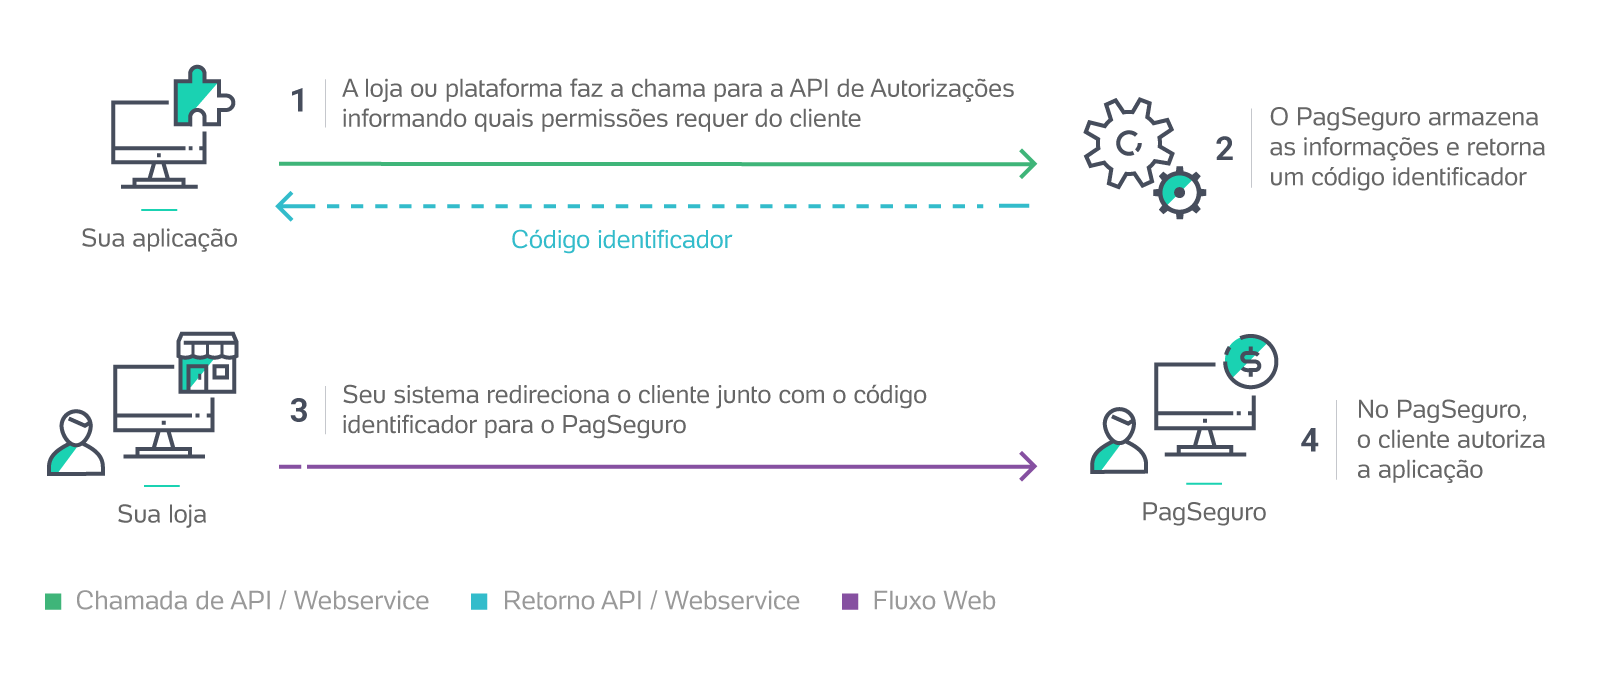 1
A loja ou plataforma faz a chama para a API de Autorizações
informando quais permissões requer do cliente
2
O PagSeguro armazena
as informações e retorna
um código identificador
Sua aplicação
Código identificador
3
Seu sistema redireciona o cliente junto com o código
identificador para o PagSeguro
4
No PagSeguro,
o cliente autoriza
a aplicação
Sua loja
PagSeguro
Chamada de API / Webservice
Retorno API / Webservice
Fluxo Web